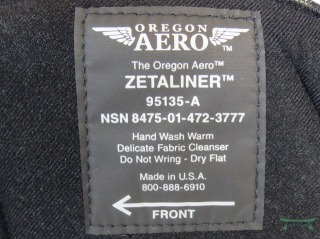 OREGON
AERO™
The Oregon Aero™
ZETALINER™
95135-A
NSN 8475-01-472-3777
Hand Wash Warm
Delicate Fabric Cleanser
Do Not Wring - Dry Flat
Made in U.S.A.
800-888-6910
FRONT